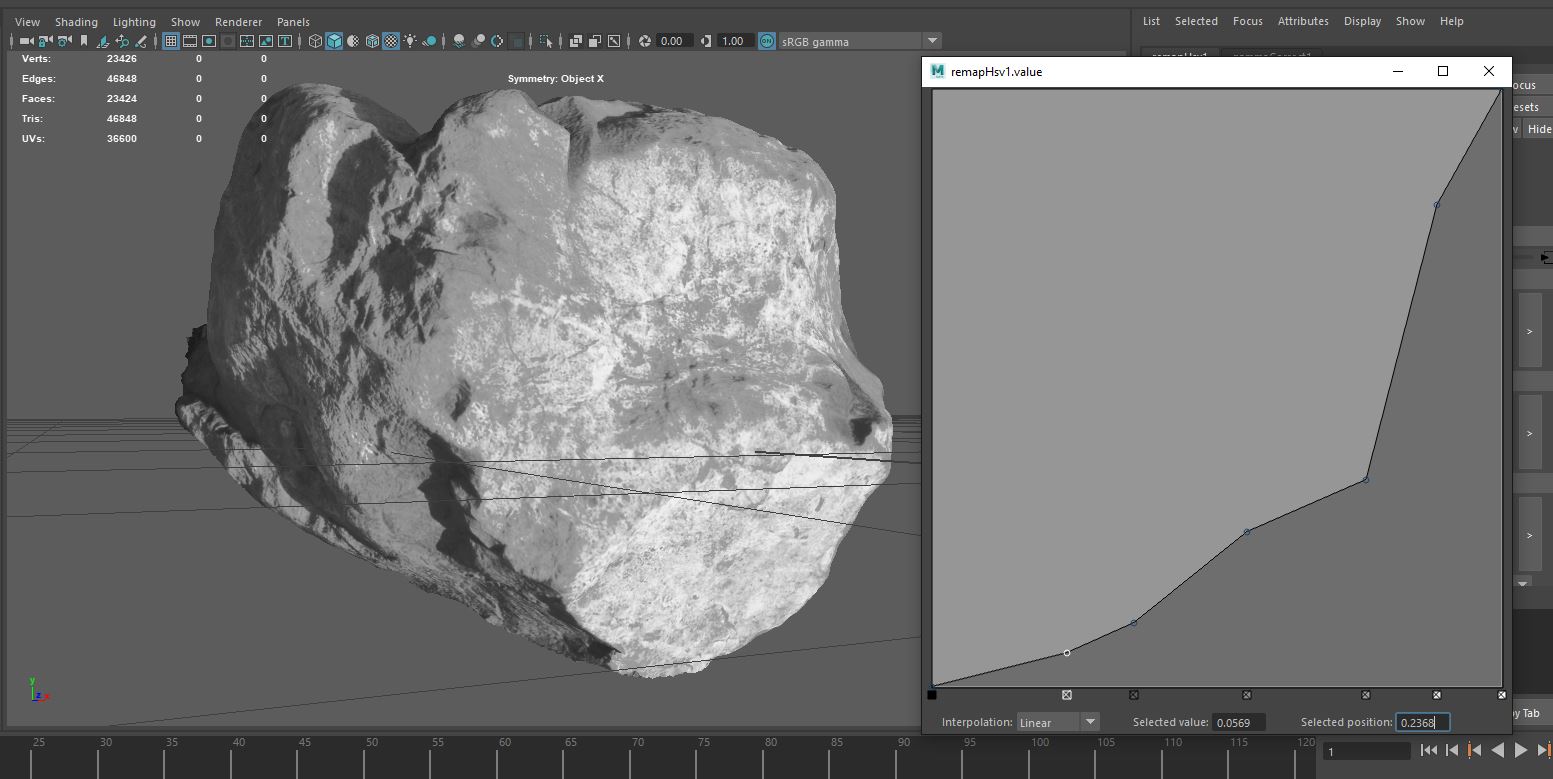 View Shading Lighting Show Renderer Panels
List Selected Focus Attributes Display Show Help
0.00 1.00 ON sRGB gamma
remapHsv1 gammaCorrect1
Verts: 23426 0 0
Edges: 46848 0 0
Faces: 23424 0 0
Tris: 46848 0 0
UVs: 36600 0 0
Symmetry: Object X
M remapHsv1.value
ocus
esets
Hide
>
>
>
y x
z
Interpolation: Linear Selected value: 0.0569 Selected position: 0.2368
by Tab
25 30 35 40 45 50 55 60 65 70 75 80 85 90 95 100 105 110 115 120
1